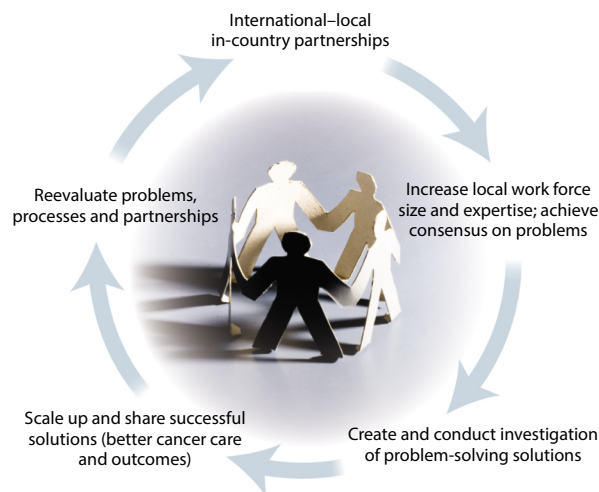 International–local
in-country partnerships
Increase local work force
size and expertise; achieve
consensus on problems
Create and conduct investigation
of problem-solving solutions
Scale up and share successful
solutions (better cancer care
and outcomes)
Reevaluate problems,
processes and partnerships